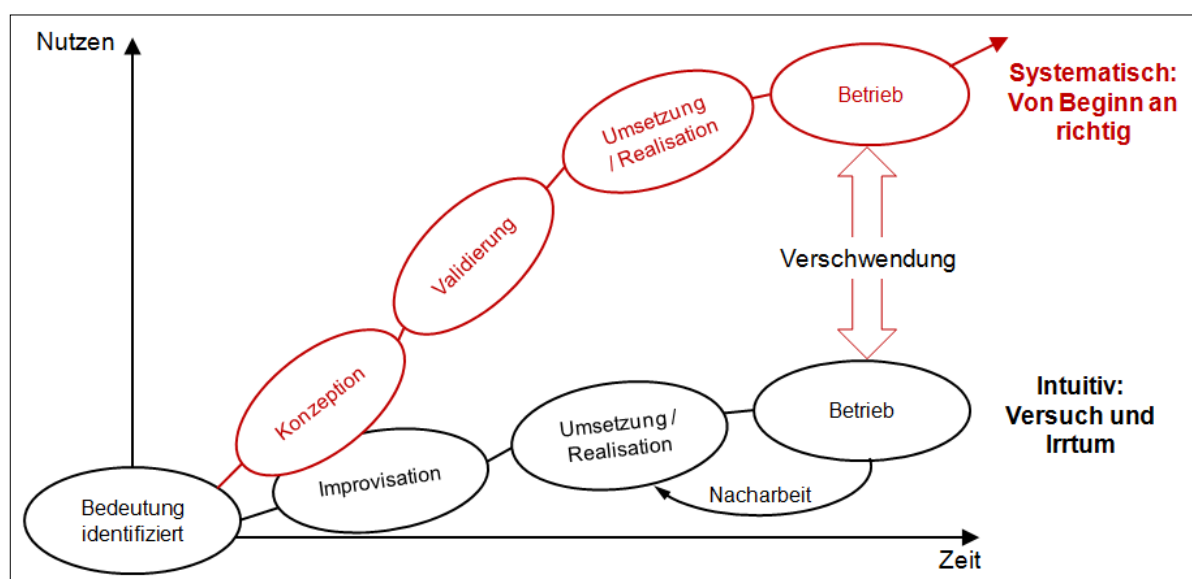 Nutzen
Systematisch:
Von Beginn an
richtig
Betrieb
Umsetzung
/ Realisation
Validierung
Verschwendung
Konzeption
Intuitiv:
Versuch und
Irrtum
Betrieb
Umsetzung /
Realisation
Improvisation
Nacharbeit
Bedeutung
identifiziert
Zeit